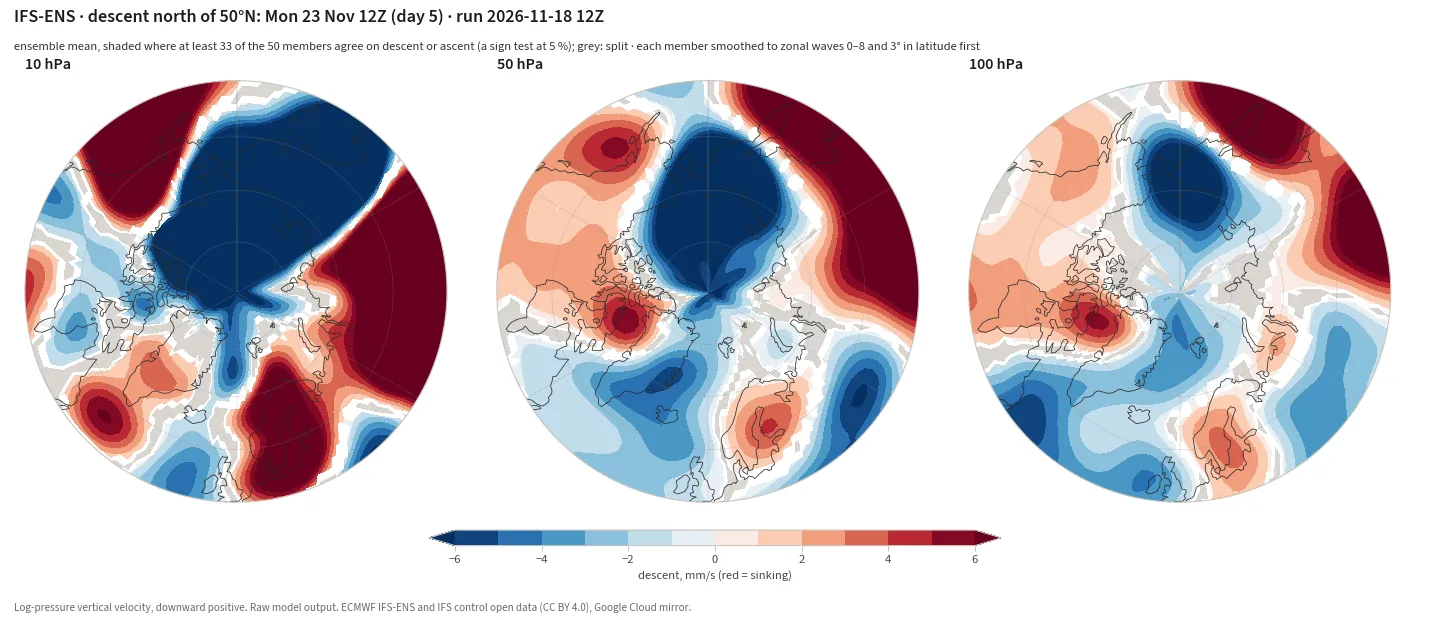 IFS-ENS · descent north of 50°N: Mon 23 Nov 12Z (day 5) · run 2026-11-18 12Z
ensemble mean, shaded where at least 33 of the 50 members agree on descent or ascent (a sign test at 5 %); grey: split · each member smoothed to zonal waves 0–8 and 3° in latitude first
10 hPa
50 hPa
100 hPa
−6 −4 −2 0 2 4 6
descent, mm/s (red = sinking)
Log-pressure vertical velocity, downward positive. Raw model output. ECMWF IFS-ENS and IFS control open data (CC BY 4.0), Google Cloud mirror.